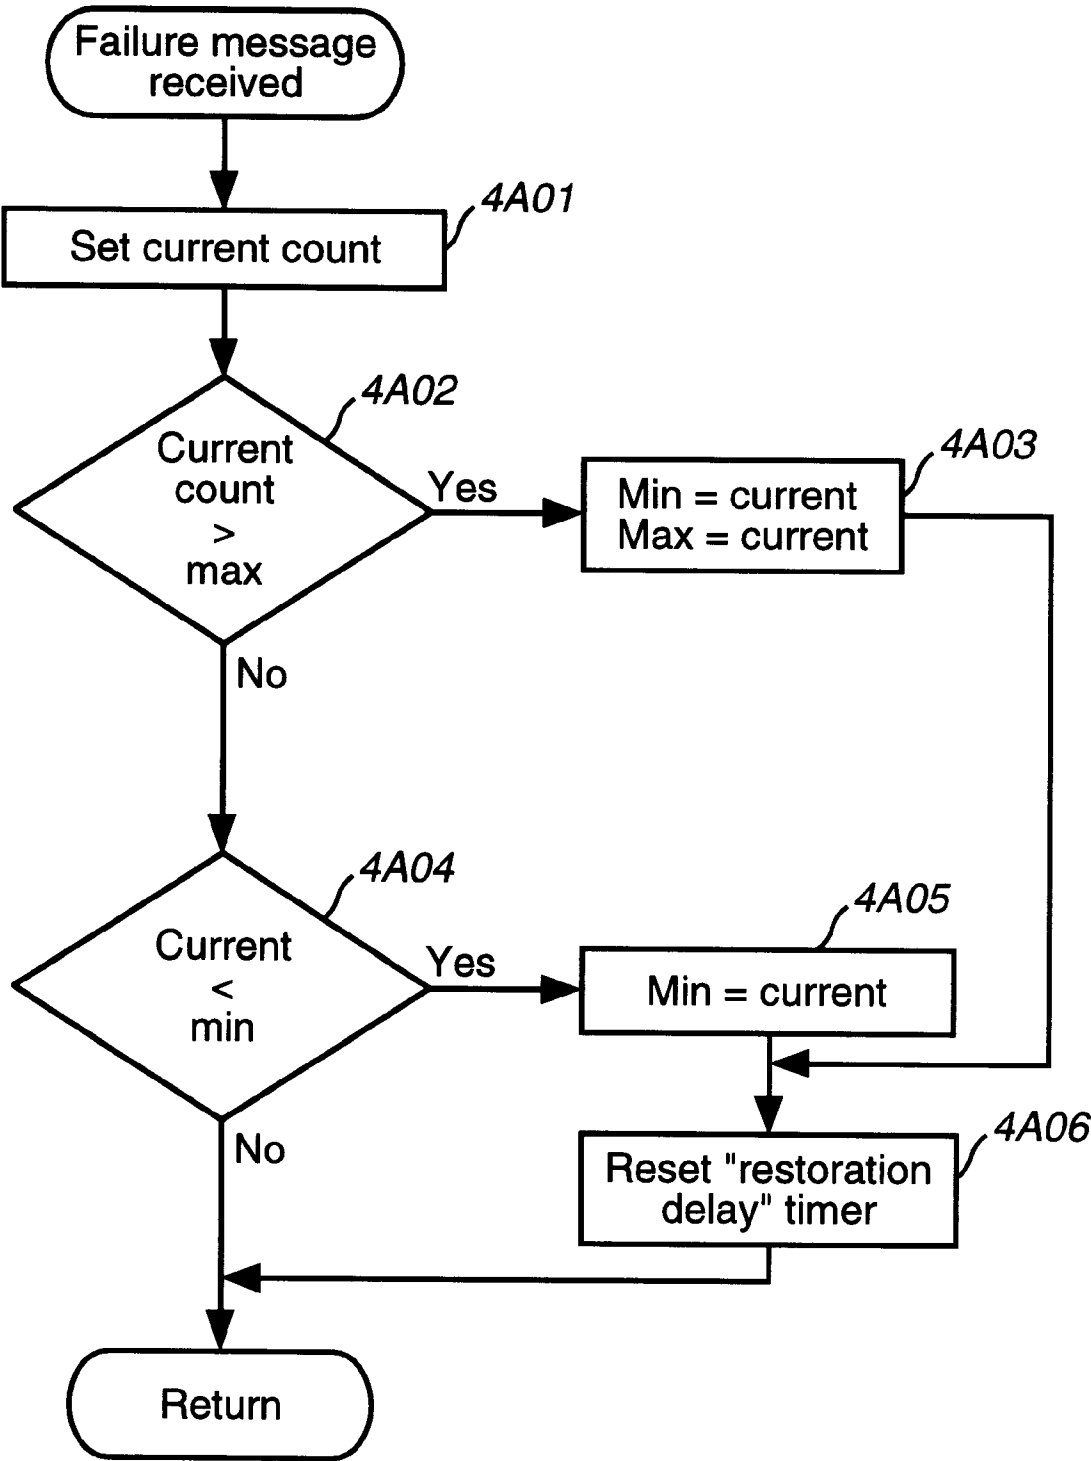 Failure message
received
4A01
Set current count
4A02
Current
count
>
max
Yes
4A03
Min = current
Max = current
No
4A04
Current
<
min
Yes
4A05
Min = current
No
4A06
Reset "restoration
delay" timer
Return